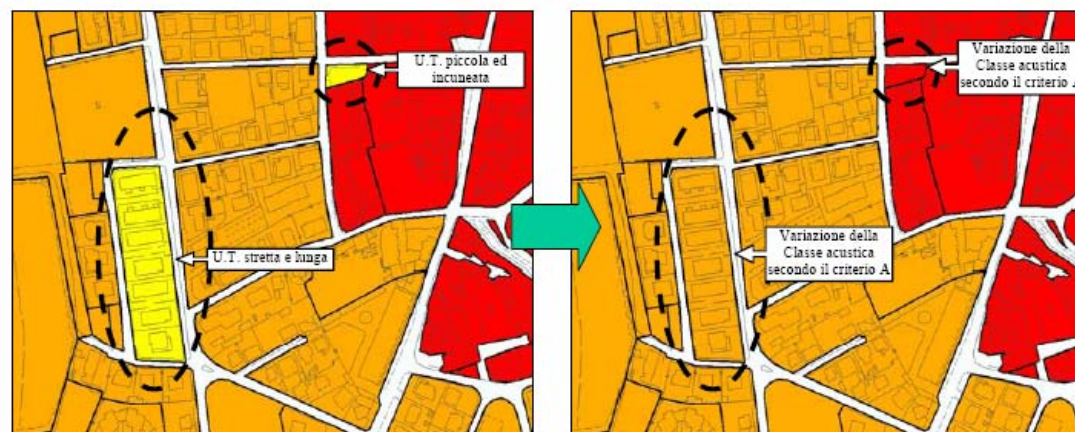 U.T. piccola ed
incuneata
U.T. stretta e lunga
Variazione della
Classe acustica
secondo il criterio A
Variazione della
Classe acustica
secondo il criterio A